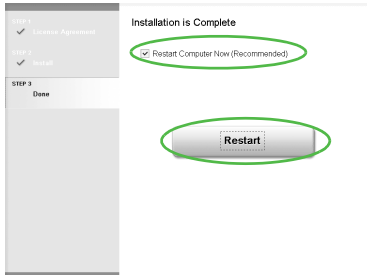 STEP 1
License Agreement
STEP 2
Install
STEP 3
Done
Installation is Complete
Restart Computer Now (Recommended)
Restart